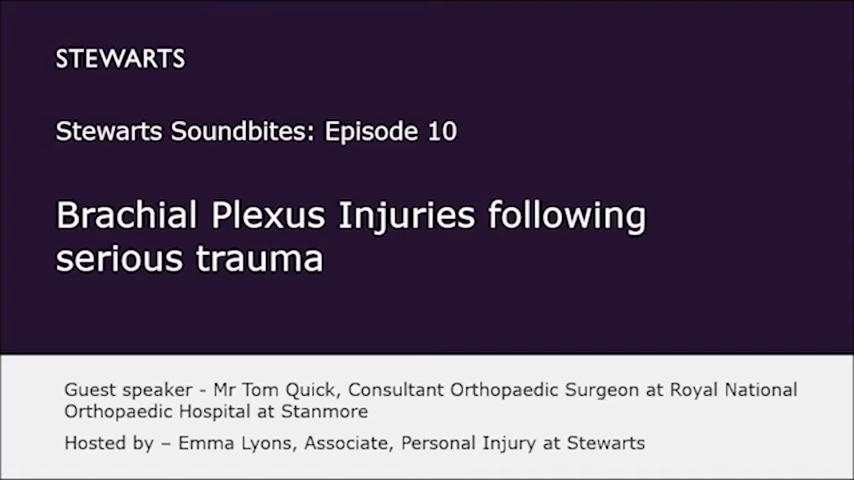 STEWARTS
Stewarts Soundbites: Episode 10
Brachial Plexus Injuries following
serious trauma
Guest speaker - Mr Tom Quick, Consultant Orthopaedic Surgeon at Royal National
Orthopaedic Hospital at Stanmore
Hosted by – Emma Lyons, Associate, Personal Injury at Stewarts